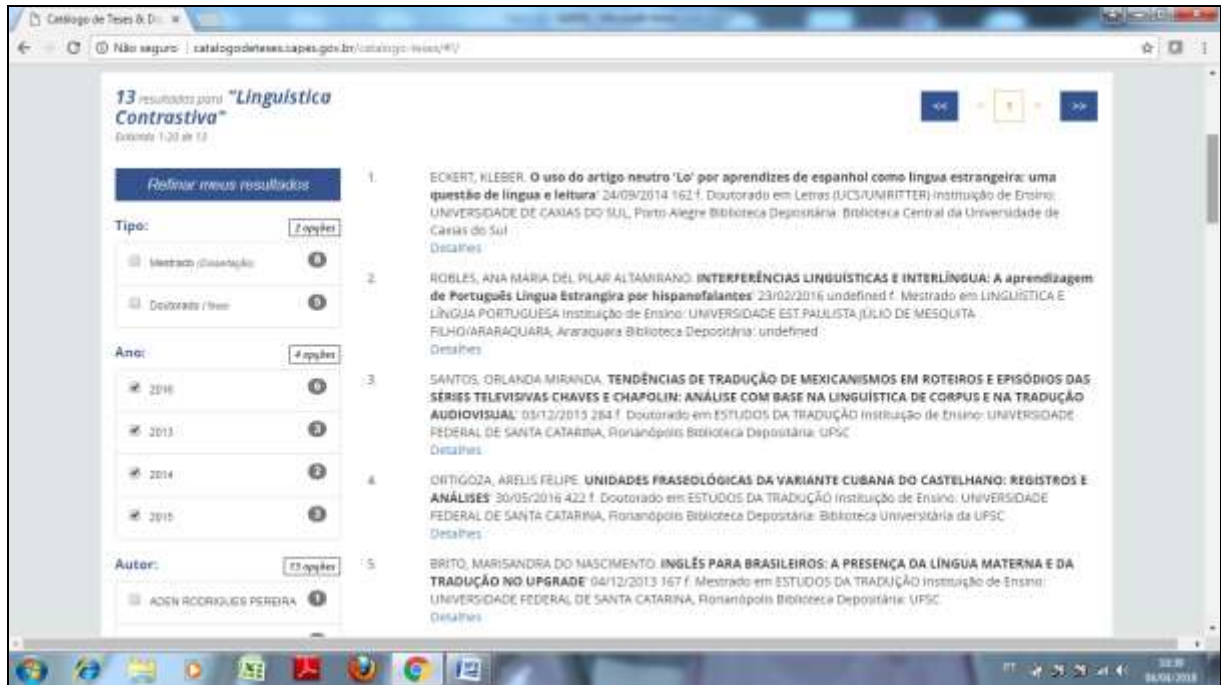 Catálogo de Teses & D
Não seguro | catalogodeteses.capes.gov.br/catalogo-teses/#!/
13 resultados para "Linguística
Contrastiva"
Exibindo 1-20 de 13
<< 1 >>
Refinar meus resultados
Tipo: 2 opções
Mestrado (Dissertação)
Doutorado (Tese)
Ano: 4 opções
2016
2013 3
2014 2
2015 3
Autor: 13 opções
ADEN RODRIGUES PEREIRA 1
1. ECKERT, KLEBER. O uso do artigo neutro 'Lo' por aprendizes de espanhol como língua estrangeira: uma
questão de língua e leitura' 24/09/2014 162 f. Doutorado em Letras (UCS/UNIRITTER) Instituição de Ensino:
UNIVERSIDADE DE CAXIAS DO SUL, Porto Alegre Biblioteca Depositária: Biblioteca Central da Universidade de
Caxias do Sul
Detalhes
2. ROBLES, ANA MARIA DEL PILAR ALTAMIRANO. INTERFERÊNCIAS LINGUÍSTICAS E INTERLÍNGUA: A aprendizagem
de Português Língua Estrangira por hispanofalantes' 23/02/2016 undefined f. Mestrado em LINGUÍSTICA E
LÍNGUA PORTUGUESA Instituição de Ensino: UNIVERSIDADE EST.PAULISTA JÚLIO DE MESQUITA
FILHO/ARARAQUARA, Araraquara Biblioteca Depositária: undefined
Detalhes
3. SANTOS, ORLANDA MIRANDA. TENDÊNCIAS DE TRADUÇÃO DE MEXICANISMOS EM ROTEIROS E EPISÓDIOS DAS
SÉRIES TELEVISIVAS CHAVES E CHAPOLIN: ANÁLISE COM BASE NA LINGUÍSTICA DE CORPUS E NA TRADUÇÃO
AUDIOVISUAL' 03/12/2013 284 f. Doutorado em ESTUDOS DA TRADUÇÃO Instituição de Ensino: UNIVERSIDADE
FEDERAL DE SANTA CATARINA, Florianópolis Biblioteca Depositária: UFSC
Detalhes
4. ORTIGOZA, ARELIS FELIPE. UNIDADES FRASEOLÓGICAS DA VARIANTE CUBANA DO CASTELHANO: REGISTROS E
ANÁLISES' 30/05/2016 422 f. Doutorado em ESTUDOS DA TRADUÇÃO Instituição de Ensino: UNIVERSIDADE
FEDERAL DE SANTA CATARINA, Florianópolis Biblioteca Depositária: Biblioteca Universitária da UFSC
Detalhes
5. BRITO, MARISANDRA DO NASCIMENTO. INGLÊS PARA BRASILEIROS: A PRESENÇA DA LÍNGUA MATERNA E DA
TRADUÇÃO NO UPGRADE' 04/12/2013 167 f. Mestrado em ESTUDOS DA TRADUÇÃO Instituição de Ensino:
UNIVERSIDADE FEDERAL DE SANTA CATARINA, Florianópolis Biblioteca Depositária: UFSC
Detalhes
PT